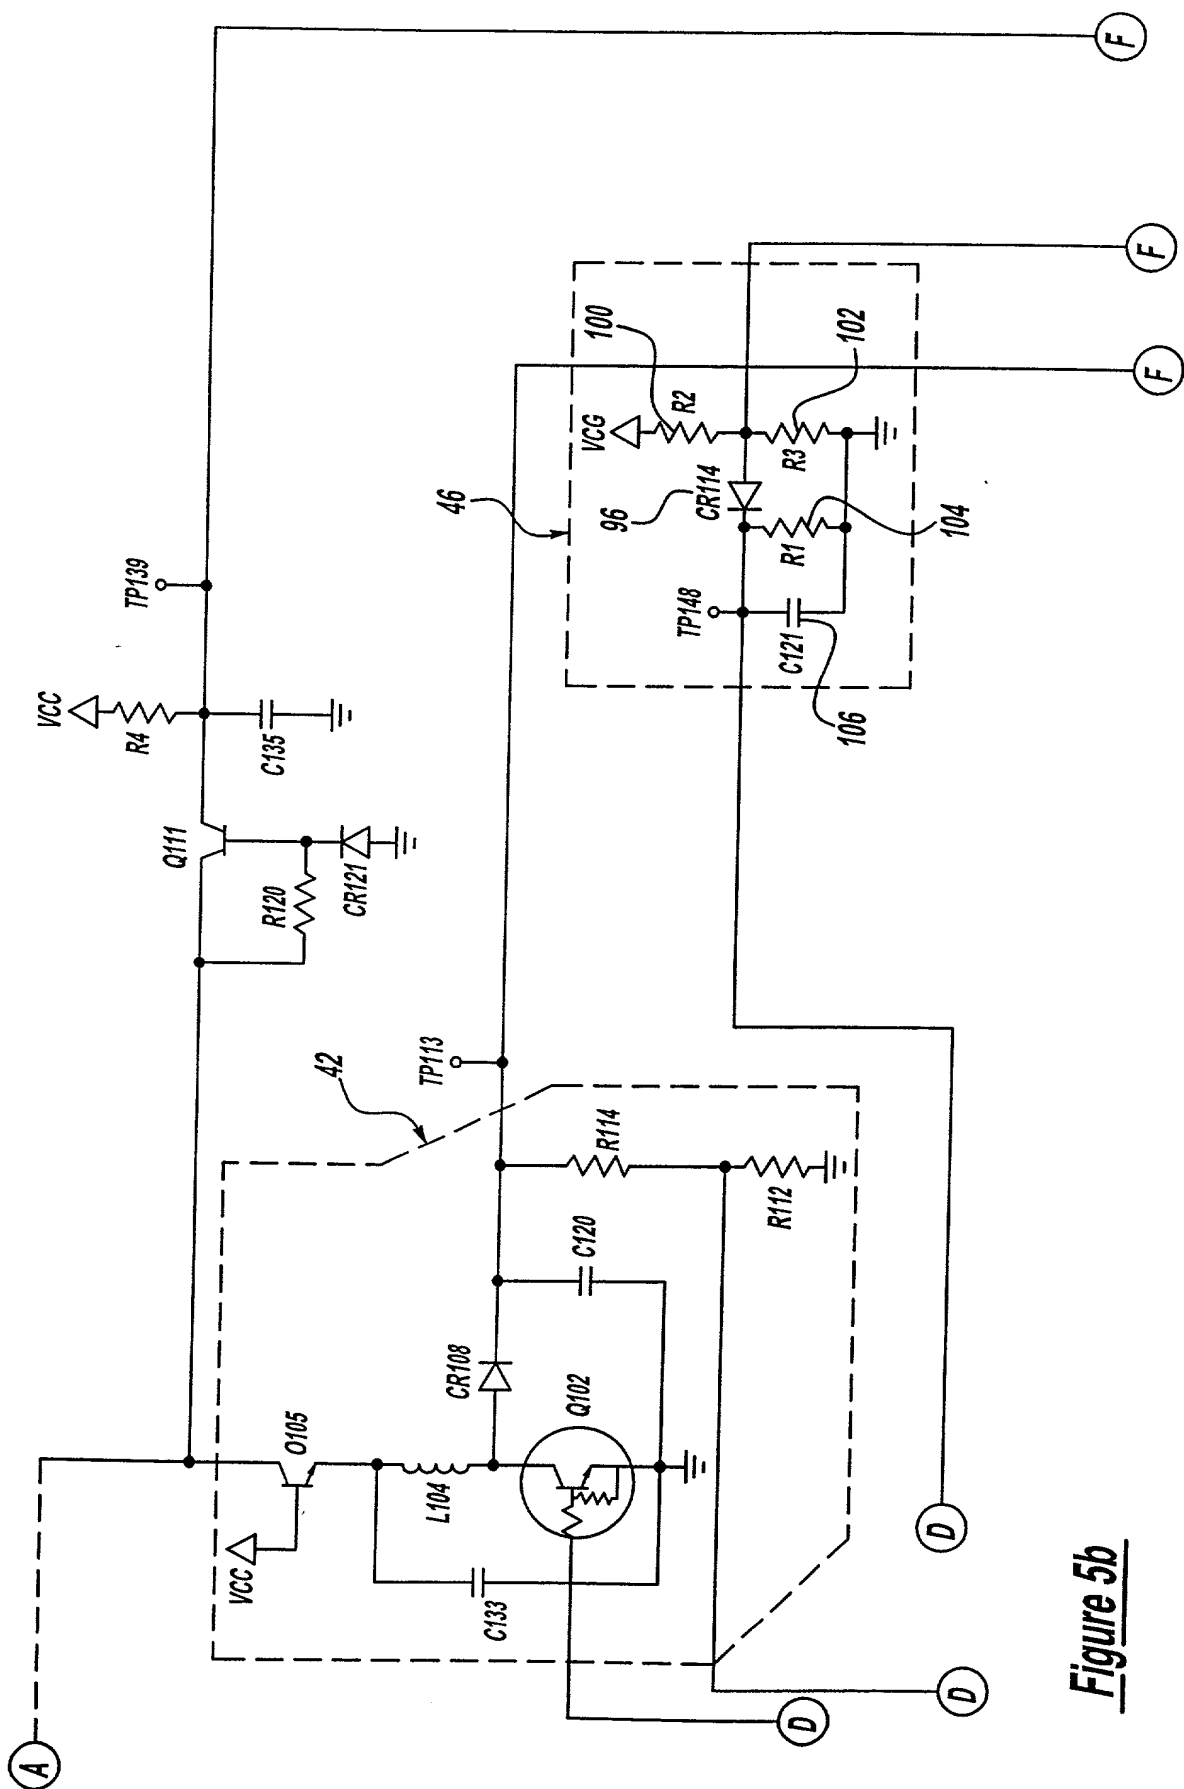 A
VCC
O105
Q111
R120
CR121
VCC
R4
C135
TP139
F
42
C133
L104
CR108
Q102
C120
R114
R112
TP113
46
96
100
VCG
R2
CR114
TP148
C121
R1
R3
102
104
106
F
F
D
D
D
Figure 5b